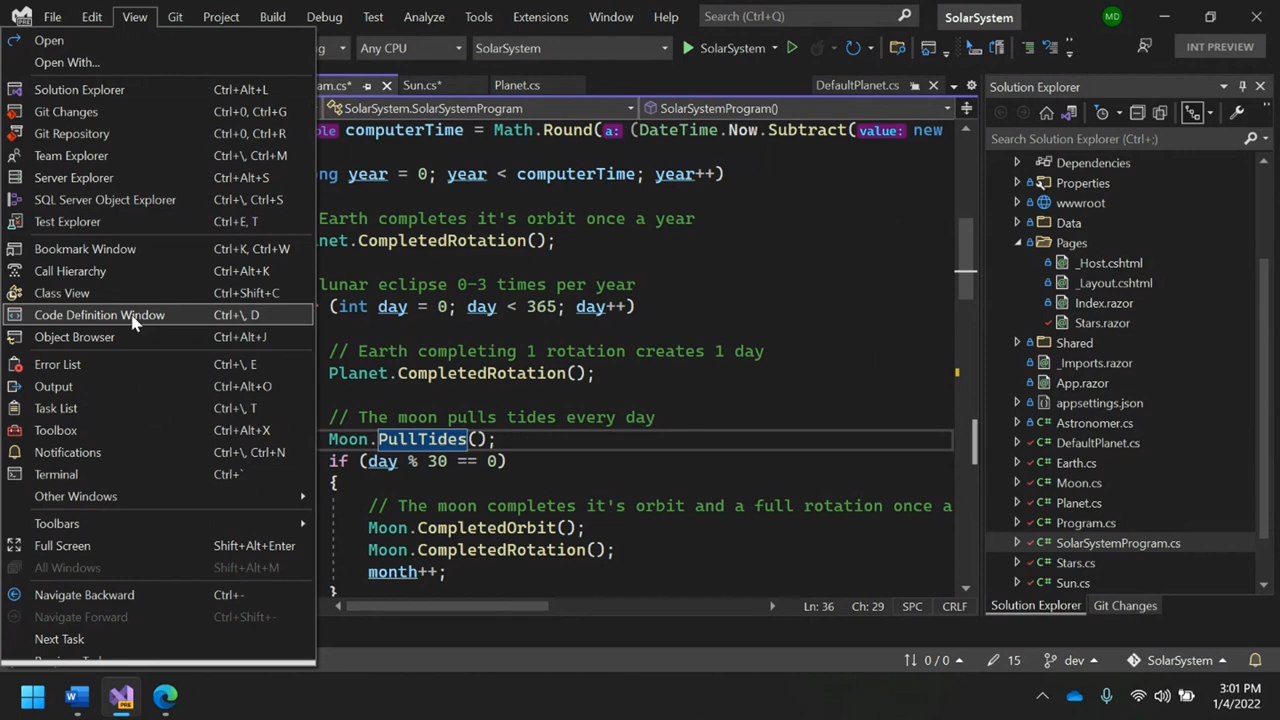 File Edit View Git Project Build Debug Test Analyze Tools Extensions Window Help Search (Ctrl+Q) SolarSystem MD
Any CPU SolarSystem SolarSystem INT PREVIEW
Open
Open With...
Solution Explorer Ctrl+Alt+L
Git Changes Ctrl+0, Ctrl+G
Git Repository Ctrl+0, Ctrl+R
Team Explorer Ctrl+\, Ctrl+M
Server Explorer Ctrl+Alt+S
SQL Server Object Explorer Ctrl+\, Ctrl+S
Test Explorer Ctrl+E, T
Bookmark Window Ctrl+K, Ctrl+W
Call Hierarchy Ctrl+Alt+K
Class View Ctrl+Shift+C
Code Definition Window Ctrl+\, D
Object Browser Ctrl+Alt+J
Error List Ctrl+\, E
Output Ctrl+Alt+O
Task List Ctrl+\, T
Toolbox Ctrl+Alt+X
Notifications Ctrl+\, Ctrl+N
Terminal Ctrl+`
Other Windows
Toolbars
Full Screen Shift+Alt+Enter
All Windows Shift+Alt+M
Navigate Backward Ctrl+-
Navigate Forward Ctrl+Shift+-
Next Task
am.cs* Sun.cs* Planet.cs DefaultPlanet.cs
SolarSystem.SolarSystemProgram SolarSystemProgram()
computerTime = Math.Round(a: (DateTime.Now.Subtract(value: new
year = 0; year < computerTime; year++)
Earth completes it's orbit once a year
net.CompletedRotation();
lunar eclipse 0-3 times per year
(int day = 0; day < 365; day++)
// Earth completing 1 rotation creates 1 day
Planet.CompletedRotation();
// The moon pulls tides every day
Moon.PullTides();
if (day % 30 == 0)
{
// The moon completes it's orbit and a full rotation once a
Moon.CompletedOrbit();
Moon.CompletedRotation();
month++;
}
Ln: 36 Ch: 29 SPC CRLF
Solution Explorer
Search Solution Explorer (Ctrl+;)
Dependencies
Properties
wwwroot
Data
Pages
_Host.cshtml
_Layout.cshtml
Index.razor
Stars.razor
Shared
_Imports.razor
App.razor
appsettings.json
C# Astronomer.cs
C# DefaultPlanet.cs
C# Earth.cs
C# Moon.cs
C# Planet.cs
C# Program.cs
C# SolarSystemProgram.cs
C# Stars.cs
C# Sun.cs
Solution Explorer Git Changes
0 / 0 15 dev SolarSystem
3:01 PM
1/4/2022